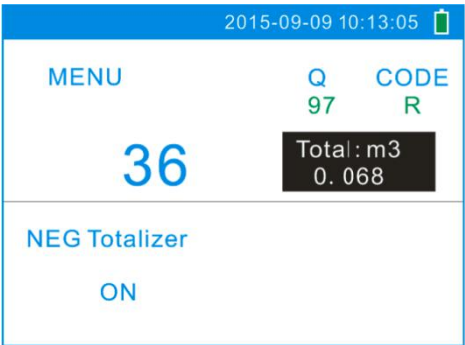 2015-09-09 10:13:05
MENU Q CODE
97 R
36 Total: m3
0. 068
NEG Totalizer
ON